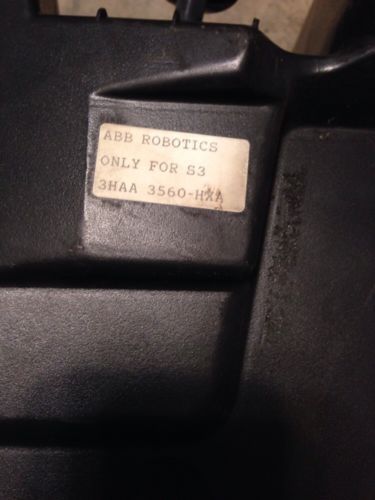 ABB ROBOTICS
ONLY FOR S3
3HAA 3560-HXA